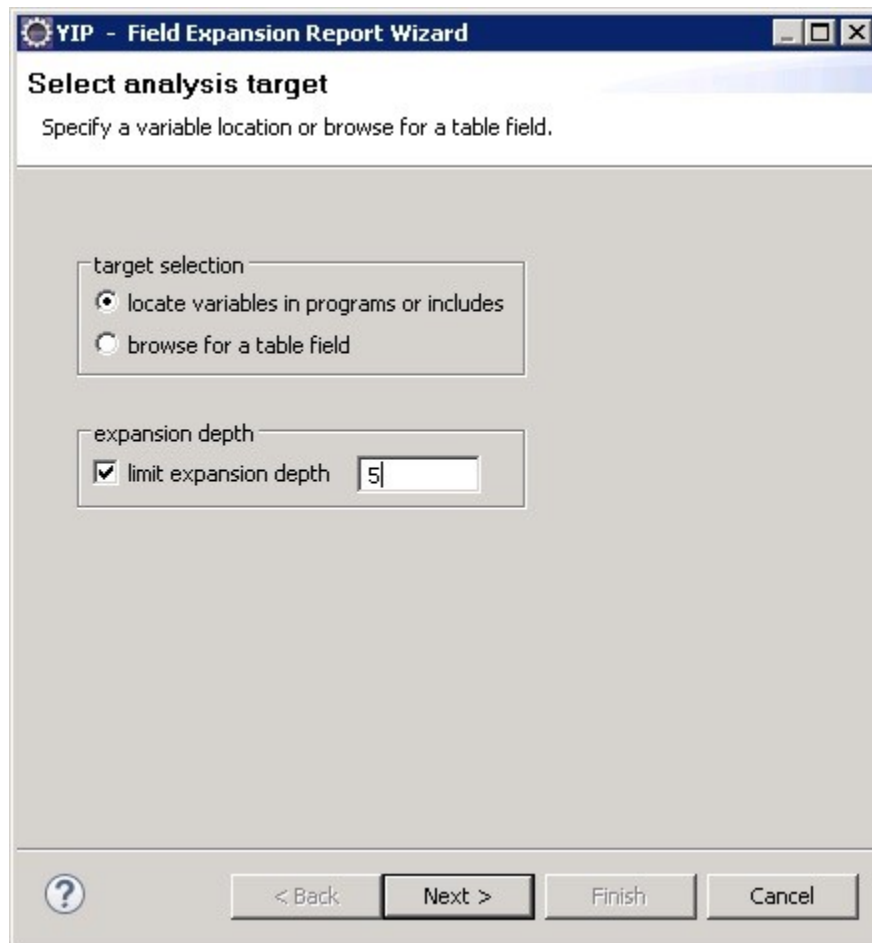 YIP - Field Expansion Report Wizard
Select analysis target
Specify a variable location or browse for a table field.
target selection
locate variables in programs or includes
browse for a table field
expansion depth
limit expansion depth 5
? < Back Next > Finish Cancel